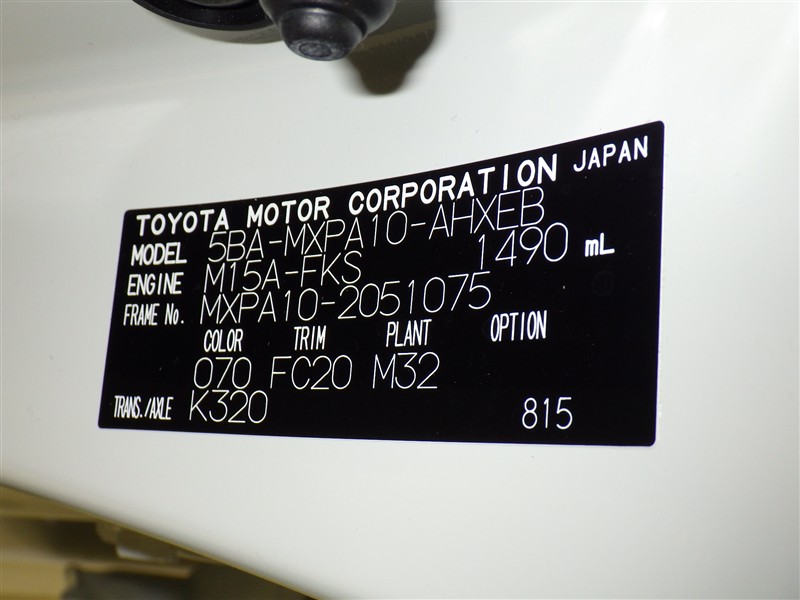 TOYOTA MOTOR CORPORATION JAPAN
MODEL 5BA-MXPA10-AHXEB
ENGINE M15A-FKS 1490 mL
FRAME No. MXPA10-2051075
COLOR TRIM PLANT OPTION
070 FC20 M32
TRANS./AXLE K320 815